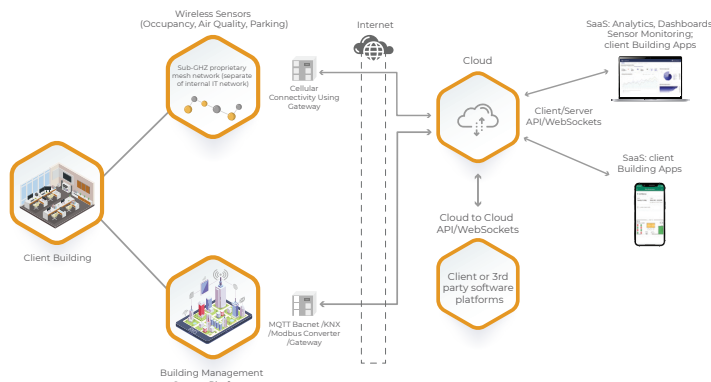 Wireless Sensors
(Occupancy, Air Quality, Parking)
Sub-GHZ proprietary
mesh network (separate
of internal IT network)
Cellular
Connectivity Using
Gateway
Internet
Cloud
SaaS: Analytics, Dashboards
Sensor Monitoring;
client Building Apps
Client/Server
API/WebSockets
SaaS: client
Building Apps
Client Building
Cloud to Cloud
API/WebSockets
Client or 3rd
party software
platforms
MQTT Bacnet /KNX
/Modbus Converter
/Gateway
Building Management